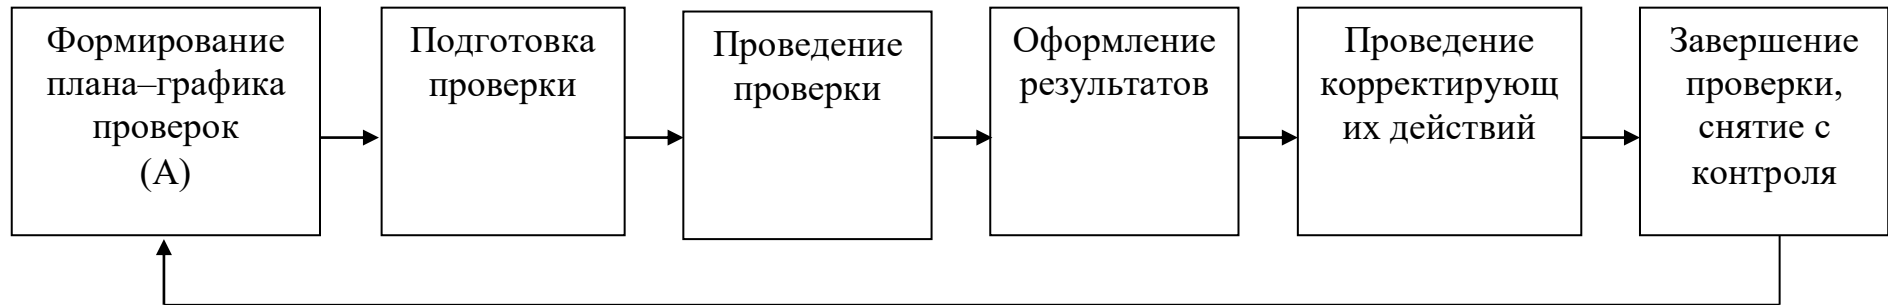 Формирование
плана–графика
проверок
(А)
Подготовка
проверки
Проведение
проверки
Оформление
результатов
Проведение
корректирующ
их действий
Завершение
проверки,
снятие с
контроля